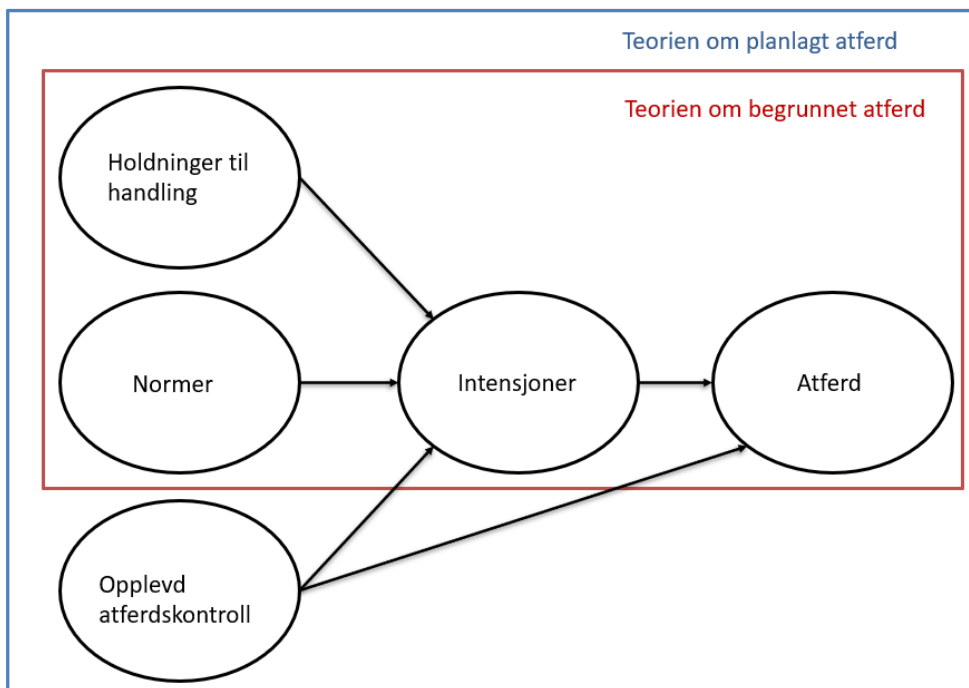 Teorien om planlagt atferd
Teorien om begrunnet atferd
Holdninger til
handling
Normer
Intensjoner
Atferd
Opplevd
atferdskontroll